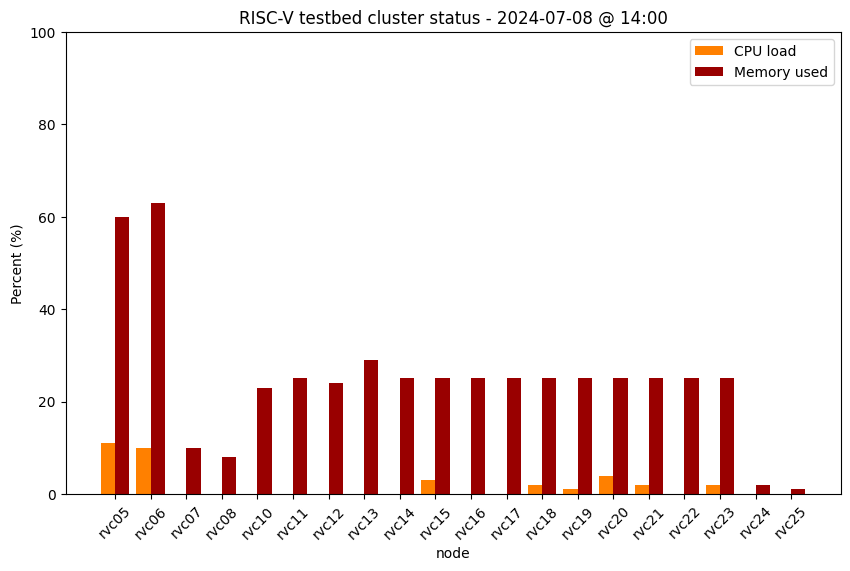 RISC-V testbed cluster status - 2024-07-08 @ 14:00
100
80
60
40
20
0
Percent (%)
CPU load
Memory used
rvc05
rvc06
rvc07
rvc08
rvc10
rvc11
rvc12
rvc13
rvc14
rvc15
rvc16
rvc17
rvc18
rvc19
rvc20
rvc21
rvc22
rvc23
rvc24
rvc25
node